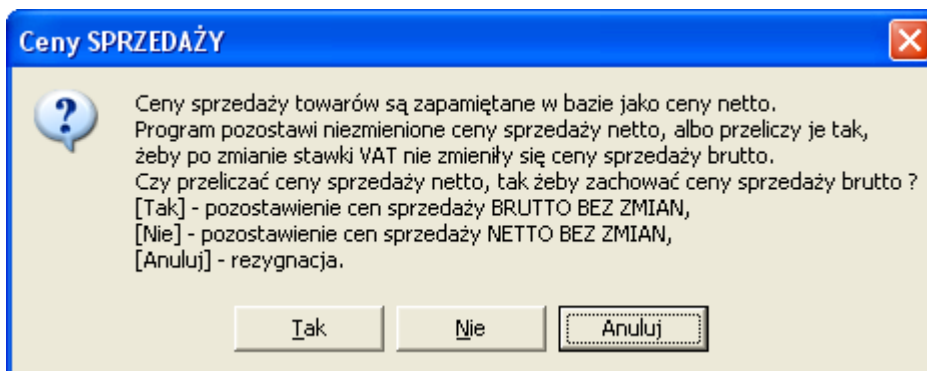 Ceny SPRZEDAŻY
Ceny sprzedaży towarów są zapamiętane w bazie jako ceny netto.
Program pozostawi niezmienione ceny sprzedaży netto, albo przeliczy je tak,
żeby po zmianie stawki VAT nie zmieniły się ceny sprzedaży brutto.
Czy przeliczać ceny sprzedaży netto, tak żeby zachować ceny sprzedaży brutto ?
[Tak] - pozostawienie cen sprzedaży BRUTTO BEZ ZMIAN,
[Nie] - pozostawienie cen sprzedaży NETTO BEZ ZMIAN,
[Anuluj] - rezygnacja.
Tak
Nie
Anuluj